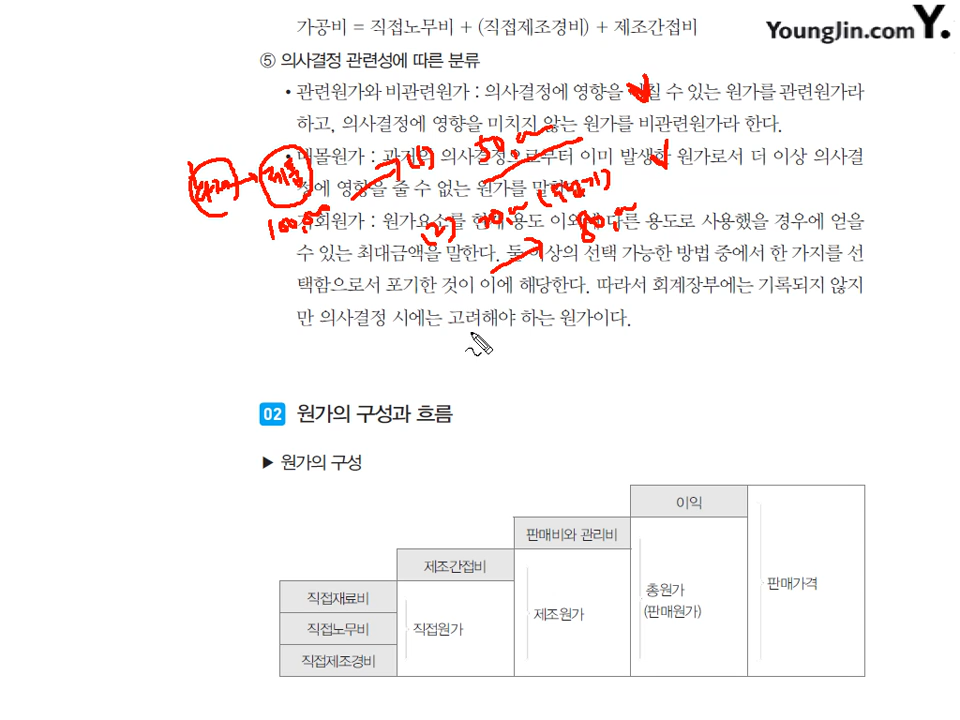 가공비 = 직접노무비 + (직접제조경비) + 제조간접비
YoungJin.com Y.
⑤ 의사결정 관련성에 따른 분류
• 관련원가와 비관련원가 : 의사결정에 영향을 미칠 수 있는 원가를 관련원가라
하고, 의사결정에 영향을 미치지 않는 원가를 비관련원가라 한다.
• 매몰원가 : 과거의 의사결정으로부터 이미 발생한 원가로서 더 이상 의사결
정에 영향을 줄 수 없는 원가를 말한다.
(1)
제품
기회원가 : 원가요소를 현재 용도 이외에 다른 용도로 사용했을 경우에 얻을
(2)
수 있는 최대금액을 말한다. 둘 이상의 선택 가능한 방법 중에서 한 가지를 선
택함으로서 포기한 것이 이에 해당한다. 따라서 회계장부에는 기록되지 않지
만 의사결정 시에는 고려해야 하는 원가이다.
02 원가의 구성과 흐름
▶ 원가의 구성
이익
판매비와 관리비
제조간접비
직접재료비
직접노무비
직접제조경비
직접원가
제조원가
총원가
(판매원가)
판매가격